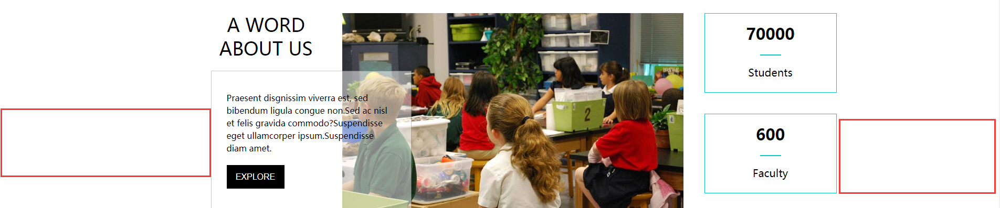 A WORD
ABOUT US
Praesent disgnissim viverra est, sed
bibendum ligula congue non.Sed ac nisl
et felis gravida commodo?Suspendisse
eget ullamcorper ipsum.Suspendisse
diam amet.
EXPLORE
2
70000
Students
600
Faculty